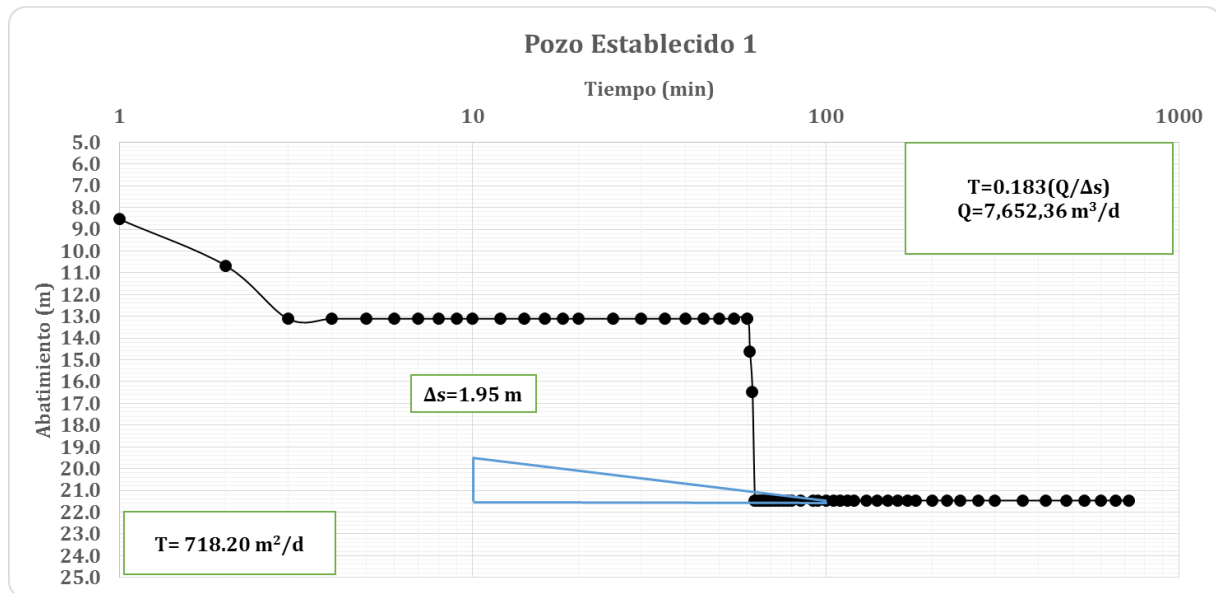 Pozo Establecido 1
Tiempo (min)
1 10 100 1000
Abatimiento (m)
5.0
6.0
7.0
8.0
9.0
10.0
11.0
12.0
13.0
14.0
15.0
16.0
17.0
18.0
19.0
20.0
21.0
22.0
23.0
24.0
25.0
T=0.183(Q/Δs)
Q=7,652,36 m³/d
Δs=1.95 m
T= 718.20 m²/d